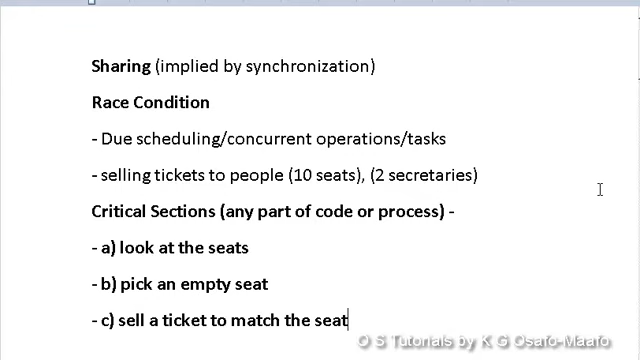 Sharing (implied by synchronization)
Race Condition
- Due scheduling/concurrent operations/tasks
- selling tickets to people (10 seats), (2 secretaries)
Critical Sections (any part of code or process) -
- a) look at the seats
- b) pick an empty seat
- c) sell a ticket to match the seat
O S Tutorials by K G Osafo-Maafo